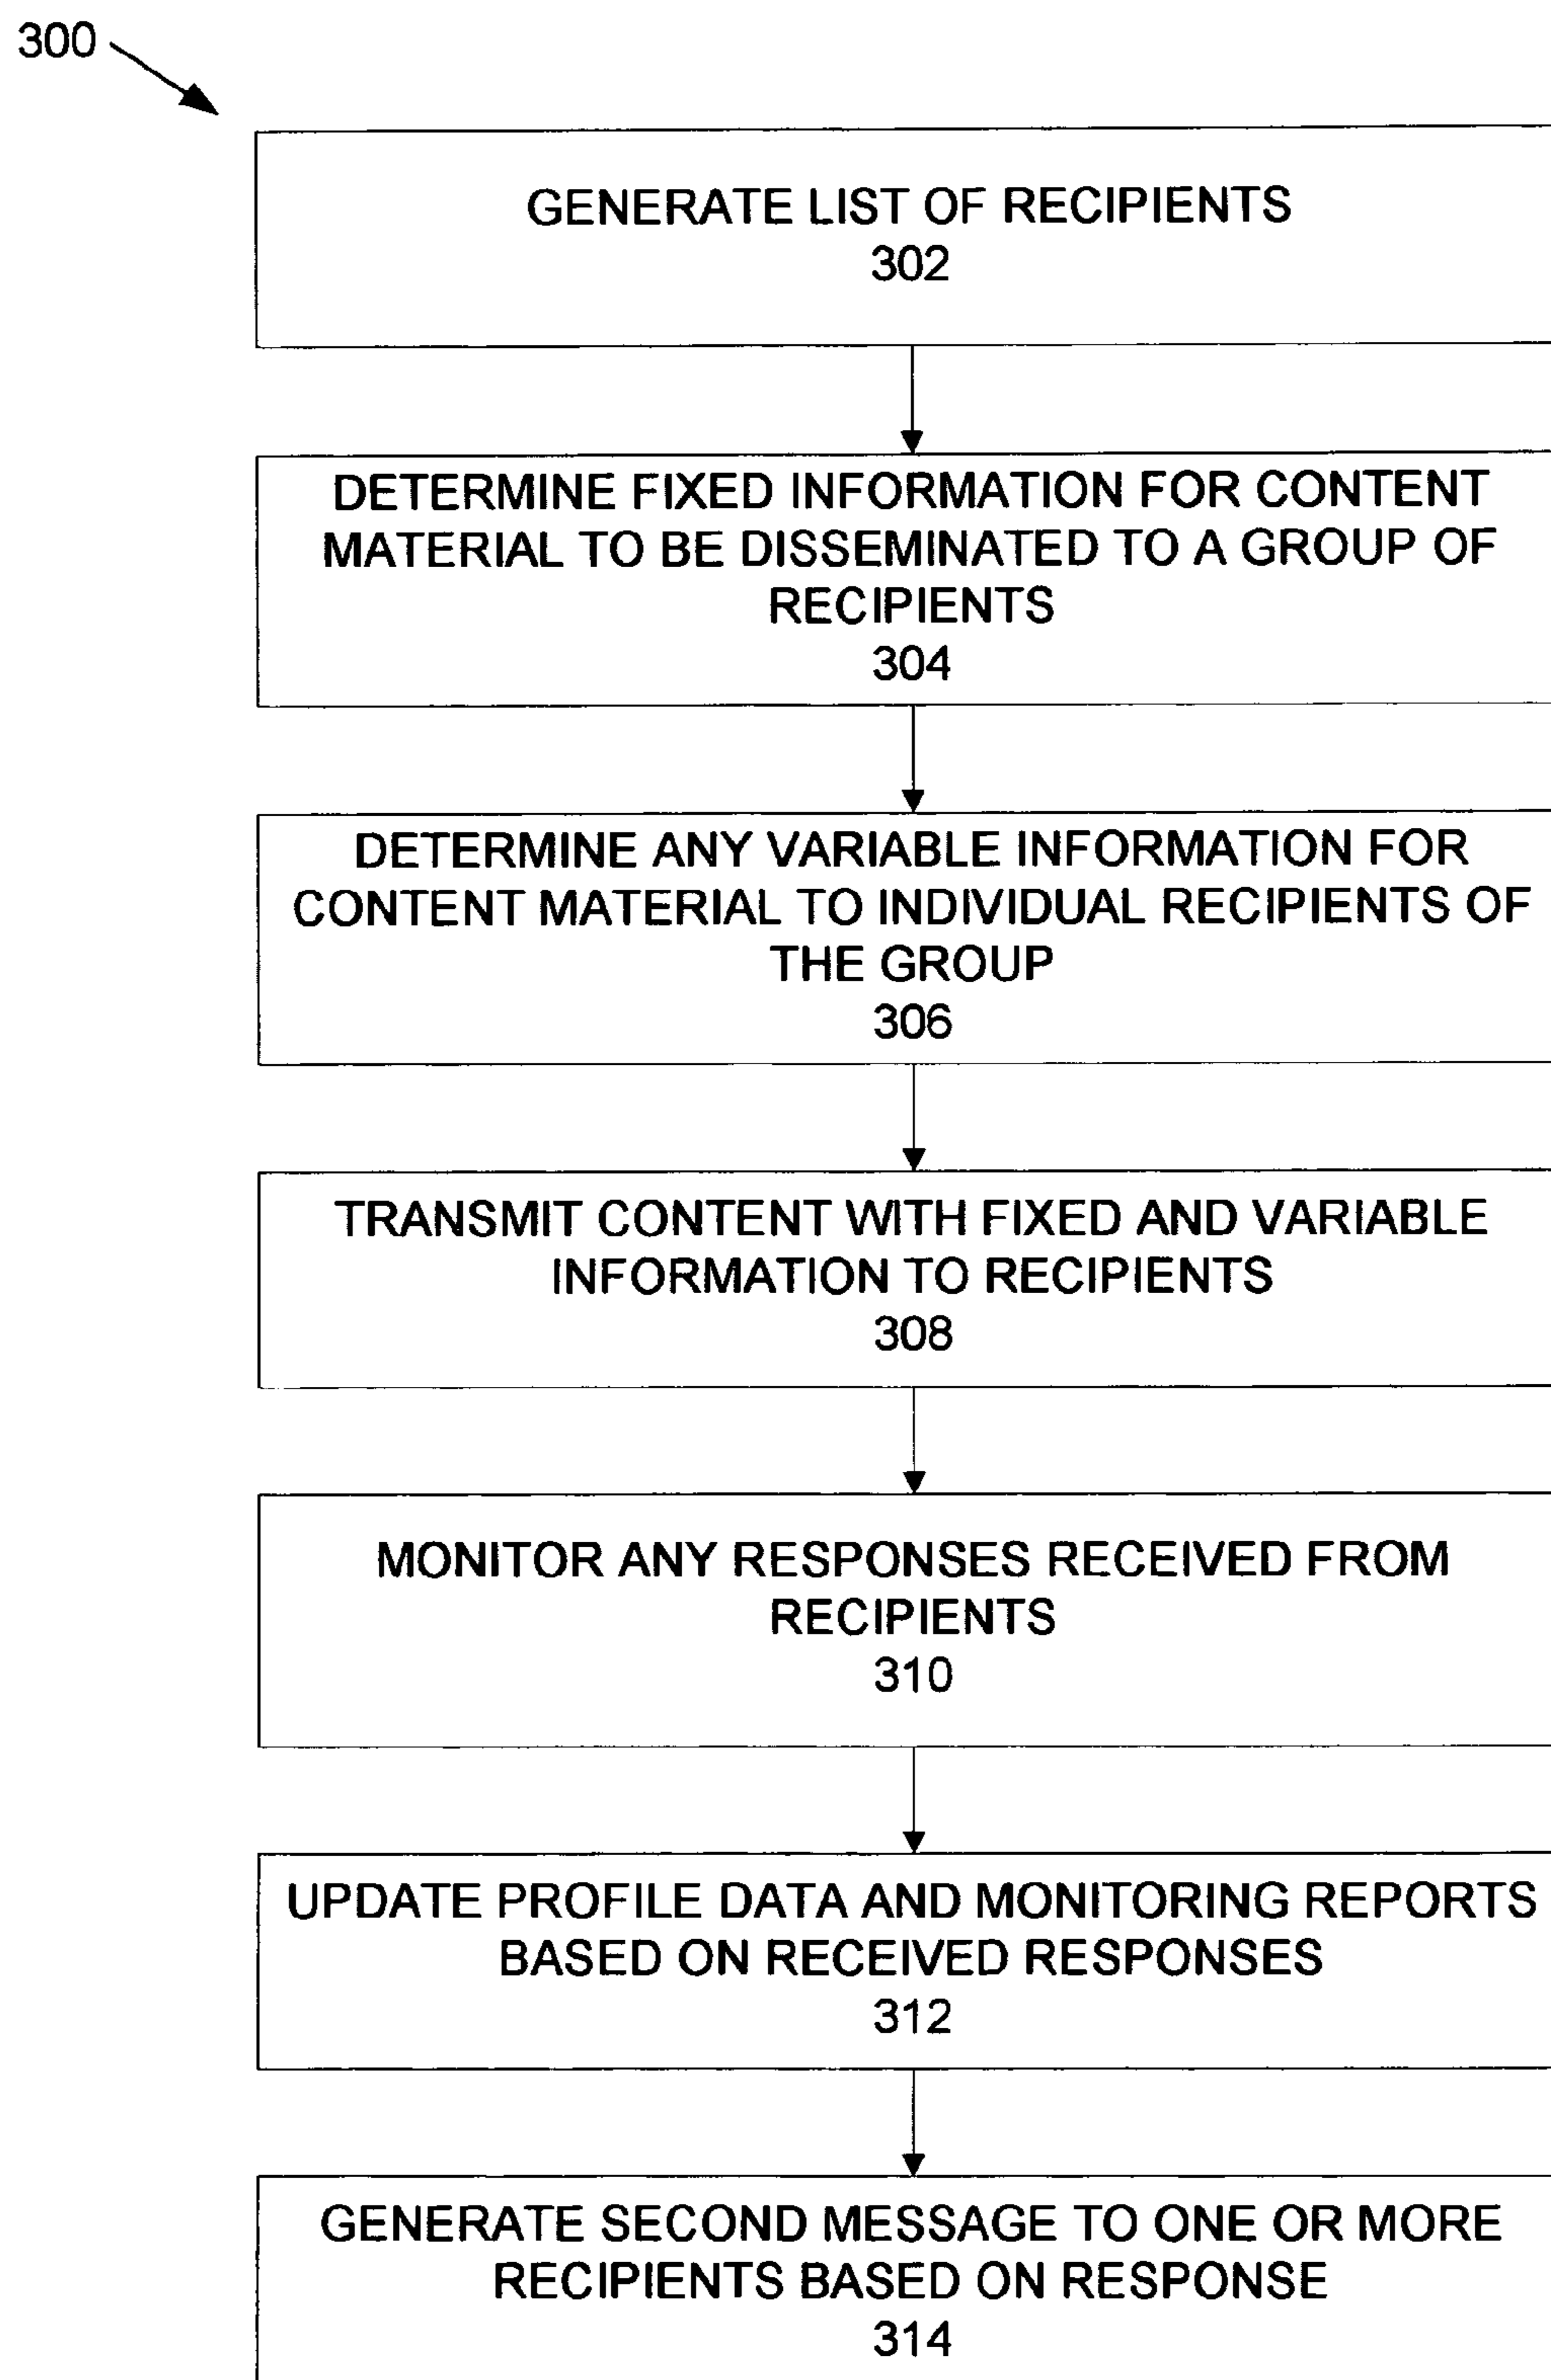 300
GENERATE LIST OF RECIPIENTS
302
DETERMINE FIXED INFORMATION FOR CONTENT
MATERIAL TO BE DISSEMINATED TO A GROUP OF
RECIPIENTS
304
DETERMINE ANY VARIABLE INFORMATION FOR
CONTENT MATERIAL TO INDIVIDUAL RECIPIENTS OF
THE GROUP
306
TRANSMIT CONTENT WITH FIXED AND VARIABLE
INFORMATION TO RECIPIENTS
308
MONITOR ANY RESPONSES RECEIVED FROM
RECIPIENTS
310
UPDATE PROFILE DATA AND MONITORING REPORTS
BASED ON RECEIVED RESPONSES
312
GENERATE SECOND MESSAGE TO ONE OR MORE
RECIPIENTS BASED ON RESPONSE
314